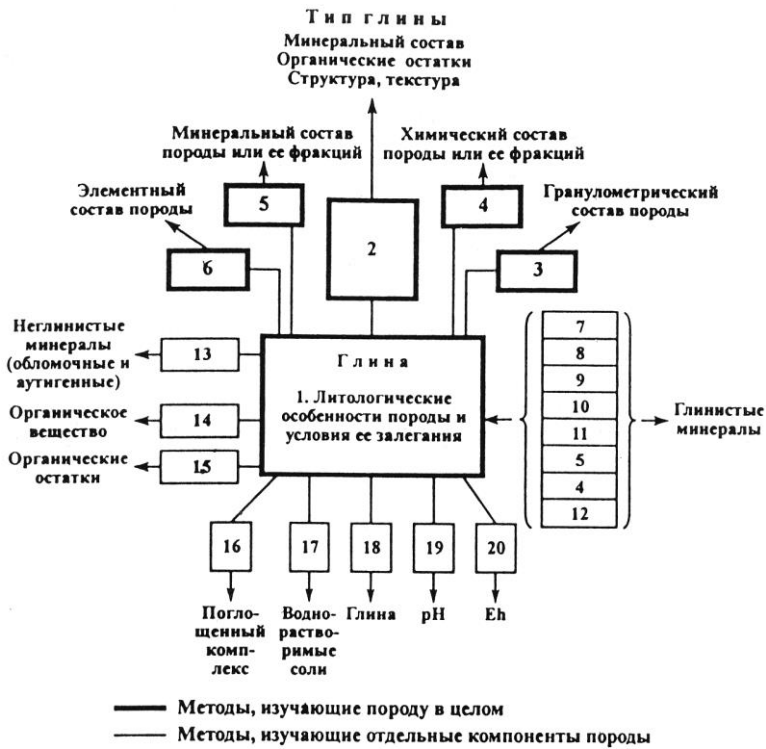 Тип глины
Минеральный состав
Органические остатки
Структура, текстура
Минеральный состав
породы или ее фракций
Химический состав
породы или ее фракций
Элементный
состав породы
Гранулометрический
состав породы
5
4
2
6
3
Неглинистые
минералы
(обломочные и
аутигенные)
13
Органическое
вещество
14
Органические
остатки
15
Глина
1. Литологические
особенности породы и
условия ее залегания
7
8
9
10
11
5
4
12
Глинистые
минералы
16
17
18
19
20
Погло-
щенный
комп-
лекс
Водно-
раство-
римые
соли
Глина
pH
Eh
Методы, изучающие породу в целом
Методы, изучающие отдельные компоненты породы